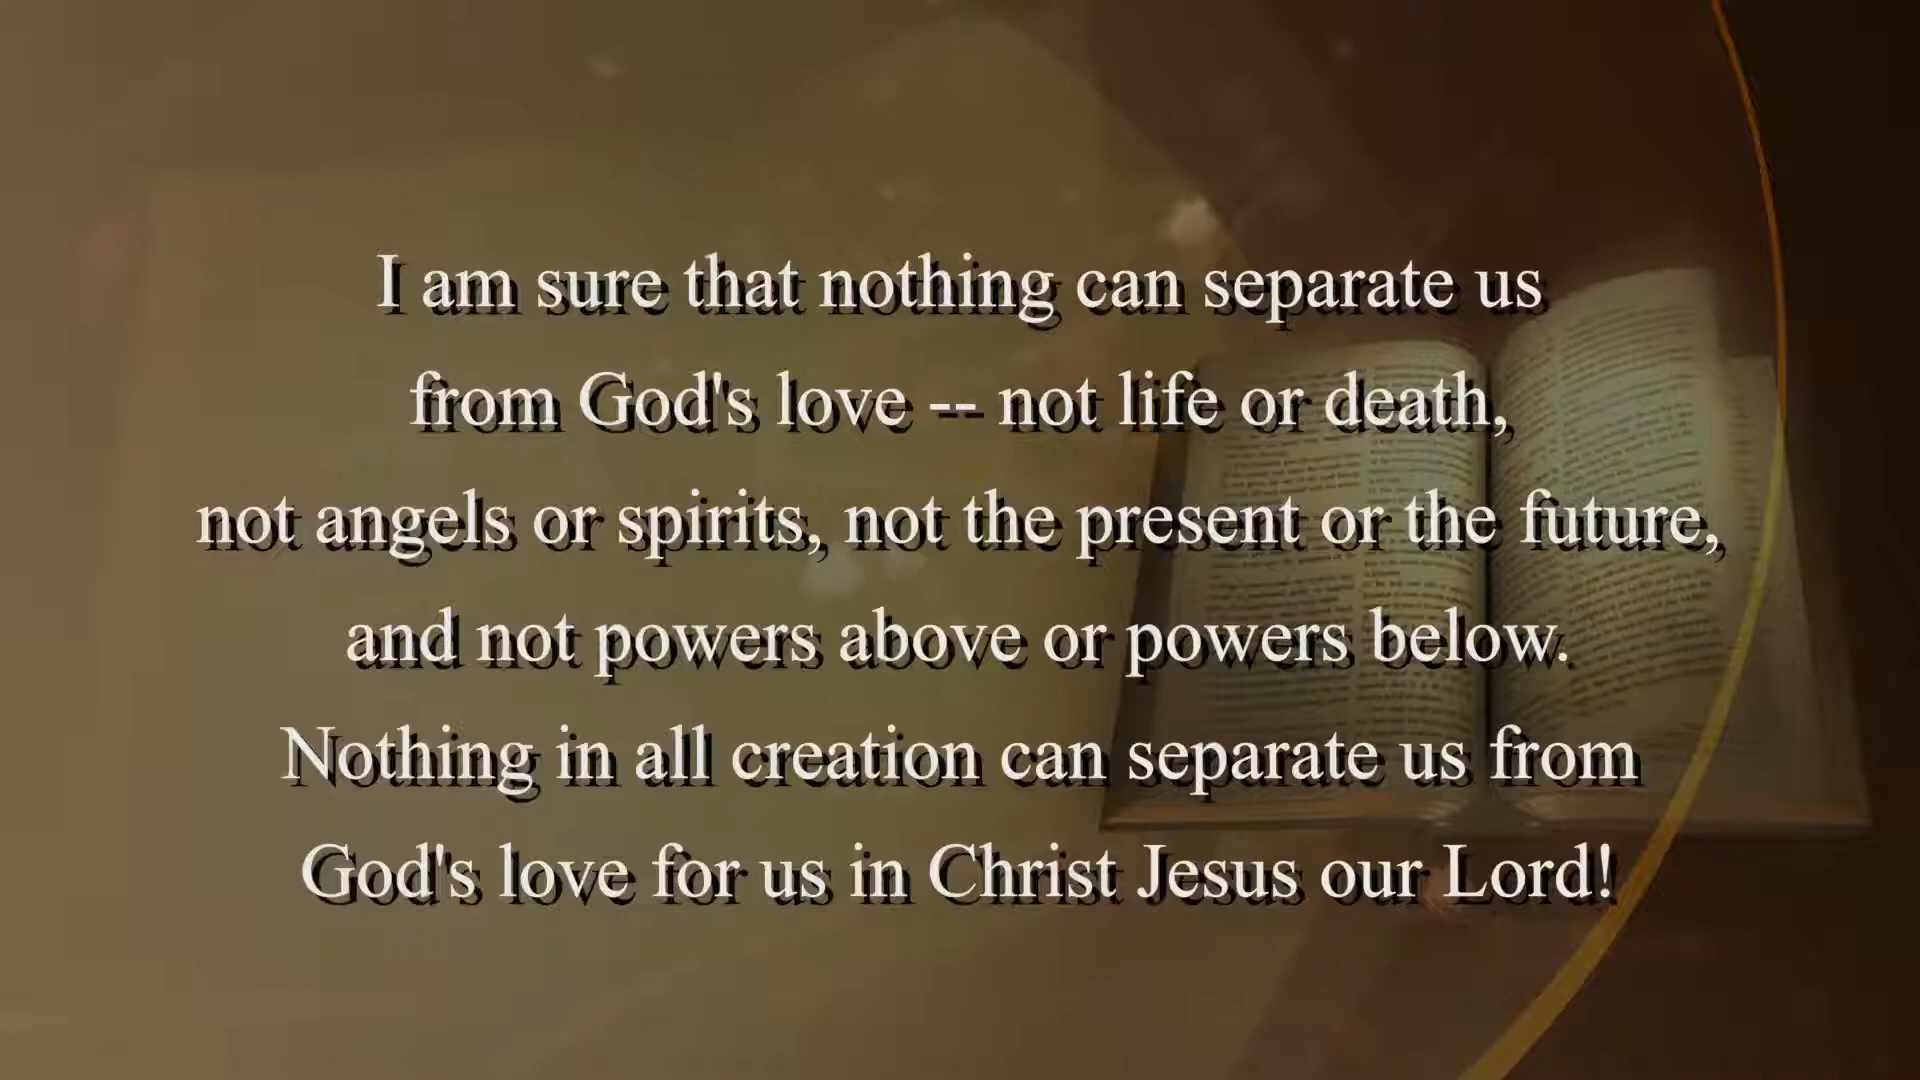 I am sure that nothing can separate us
from God's love -- not life or death,
not angels or spirits, not the present or the future,
and not powers above or powers below.
Nothing in all creation can separate us from
God's love for us in Christ Jesus our Lord!